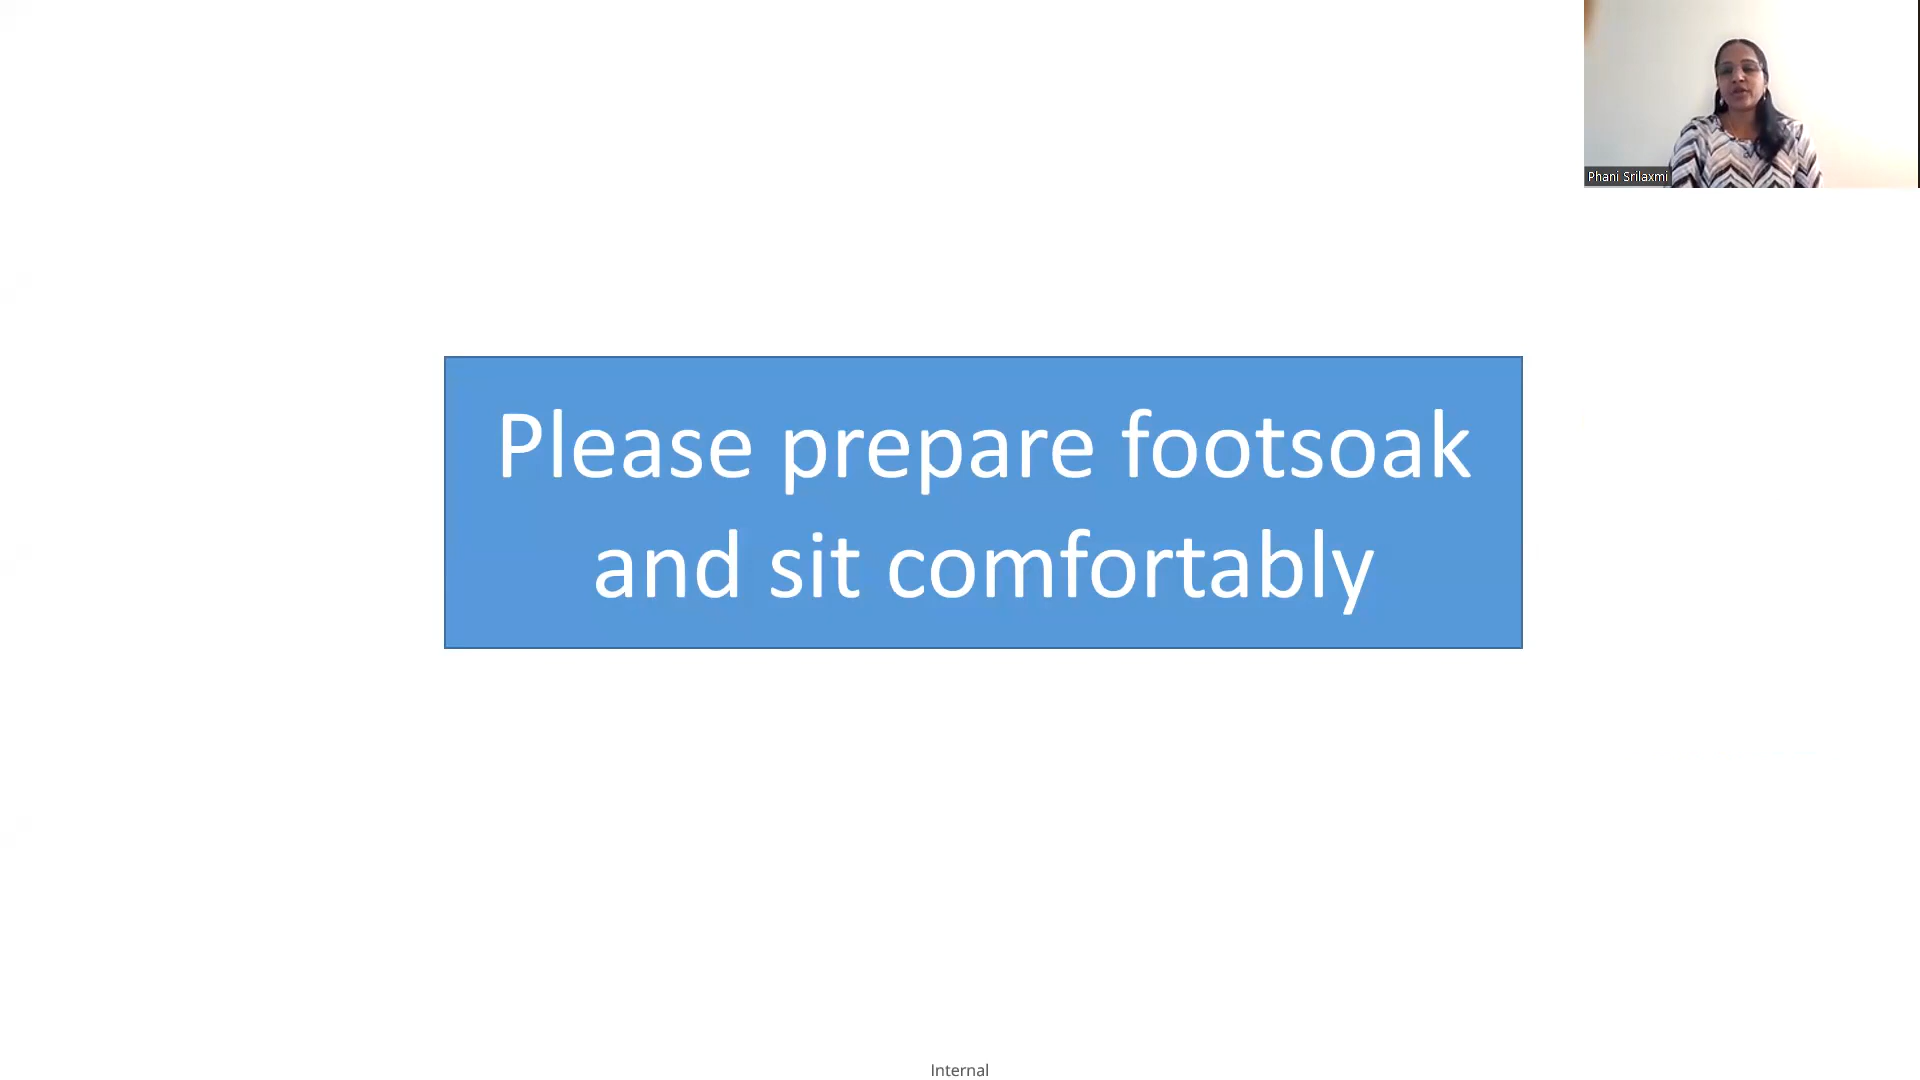 Phani Srilaxmi
Please prepare footsoak
and sit comfortably
Internal